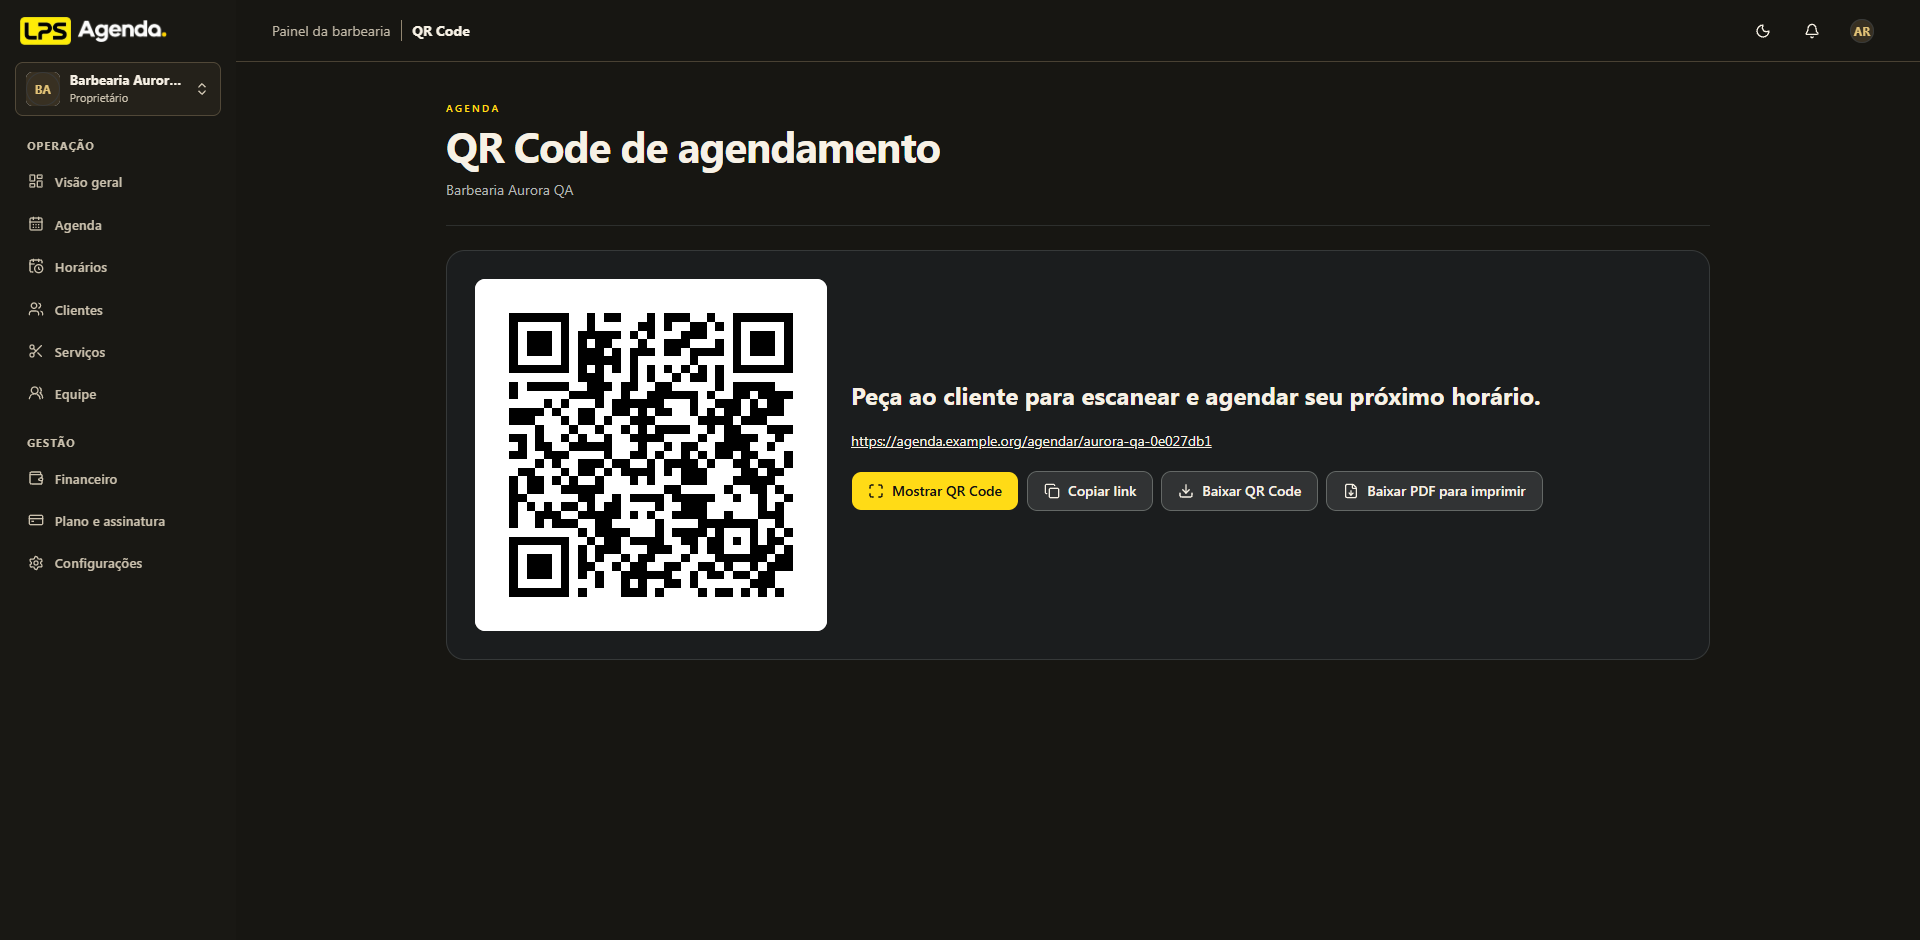 LPS Agenda.
Painel da barbearia
QR Code
AR
BA
Barbearia Auror...
Proprietário
OPERAÇÃO
Visão geral
Agenda
Horários
Clientes
Serviços
Equipe
GESTÃO
Financeiro
Plano e assinatura
Configurações
AGENDA
QR Code de agendamento
Barbearia Aurora QA
Peça ao cliente para escanear e agendar seu próximo horário.
https://agenda.example.org/agendar/aurora-qa-0e027db1
Mostrar QR Code
Copiar link
Baixar QR Code
Baixar PDF para imprimir